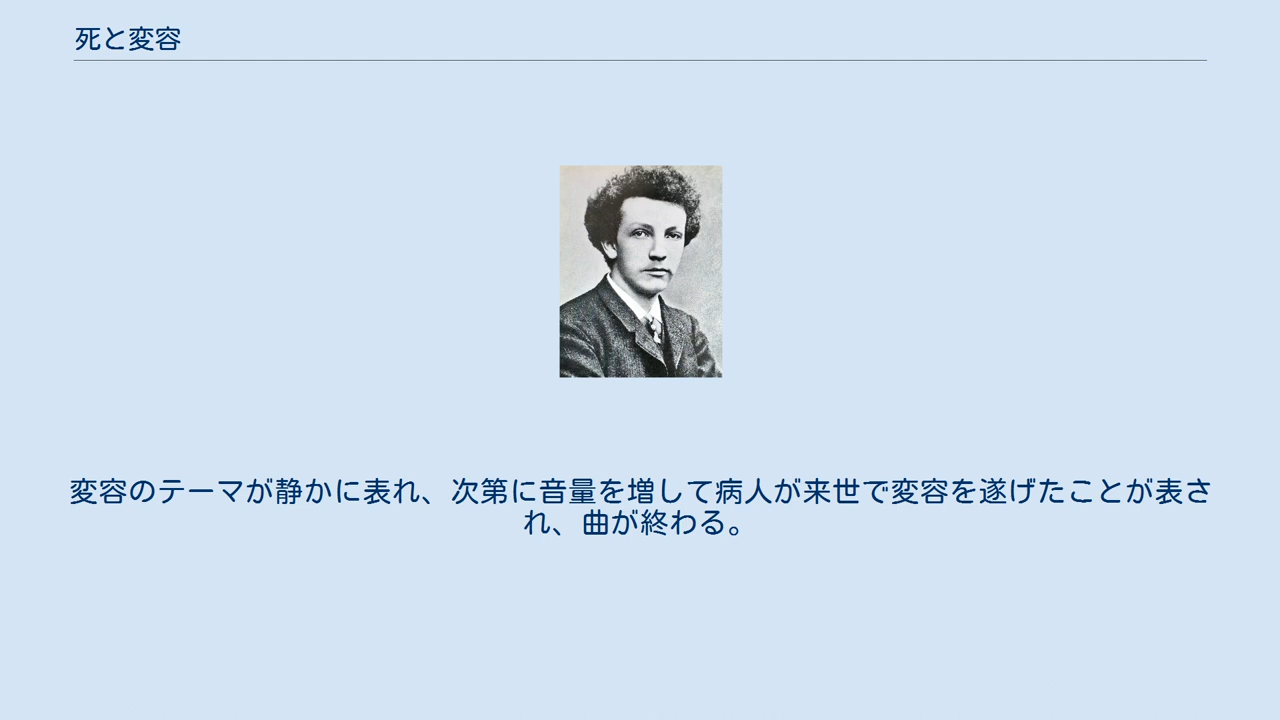 死と変容
変容のテーマが静かに表れ、次第に音量を増して病人が来世で変容を遂げたことが表さ
れ、曲が終わる。